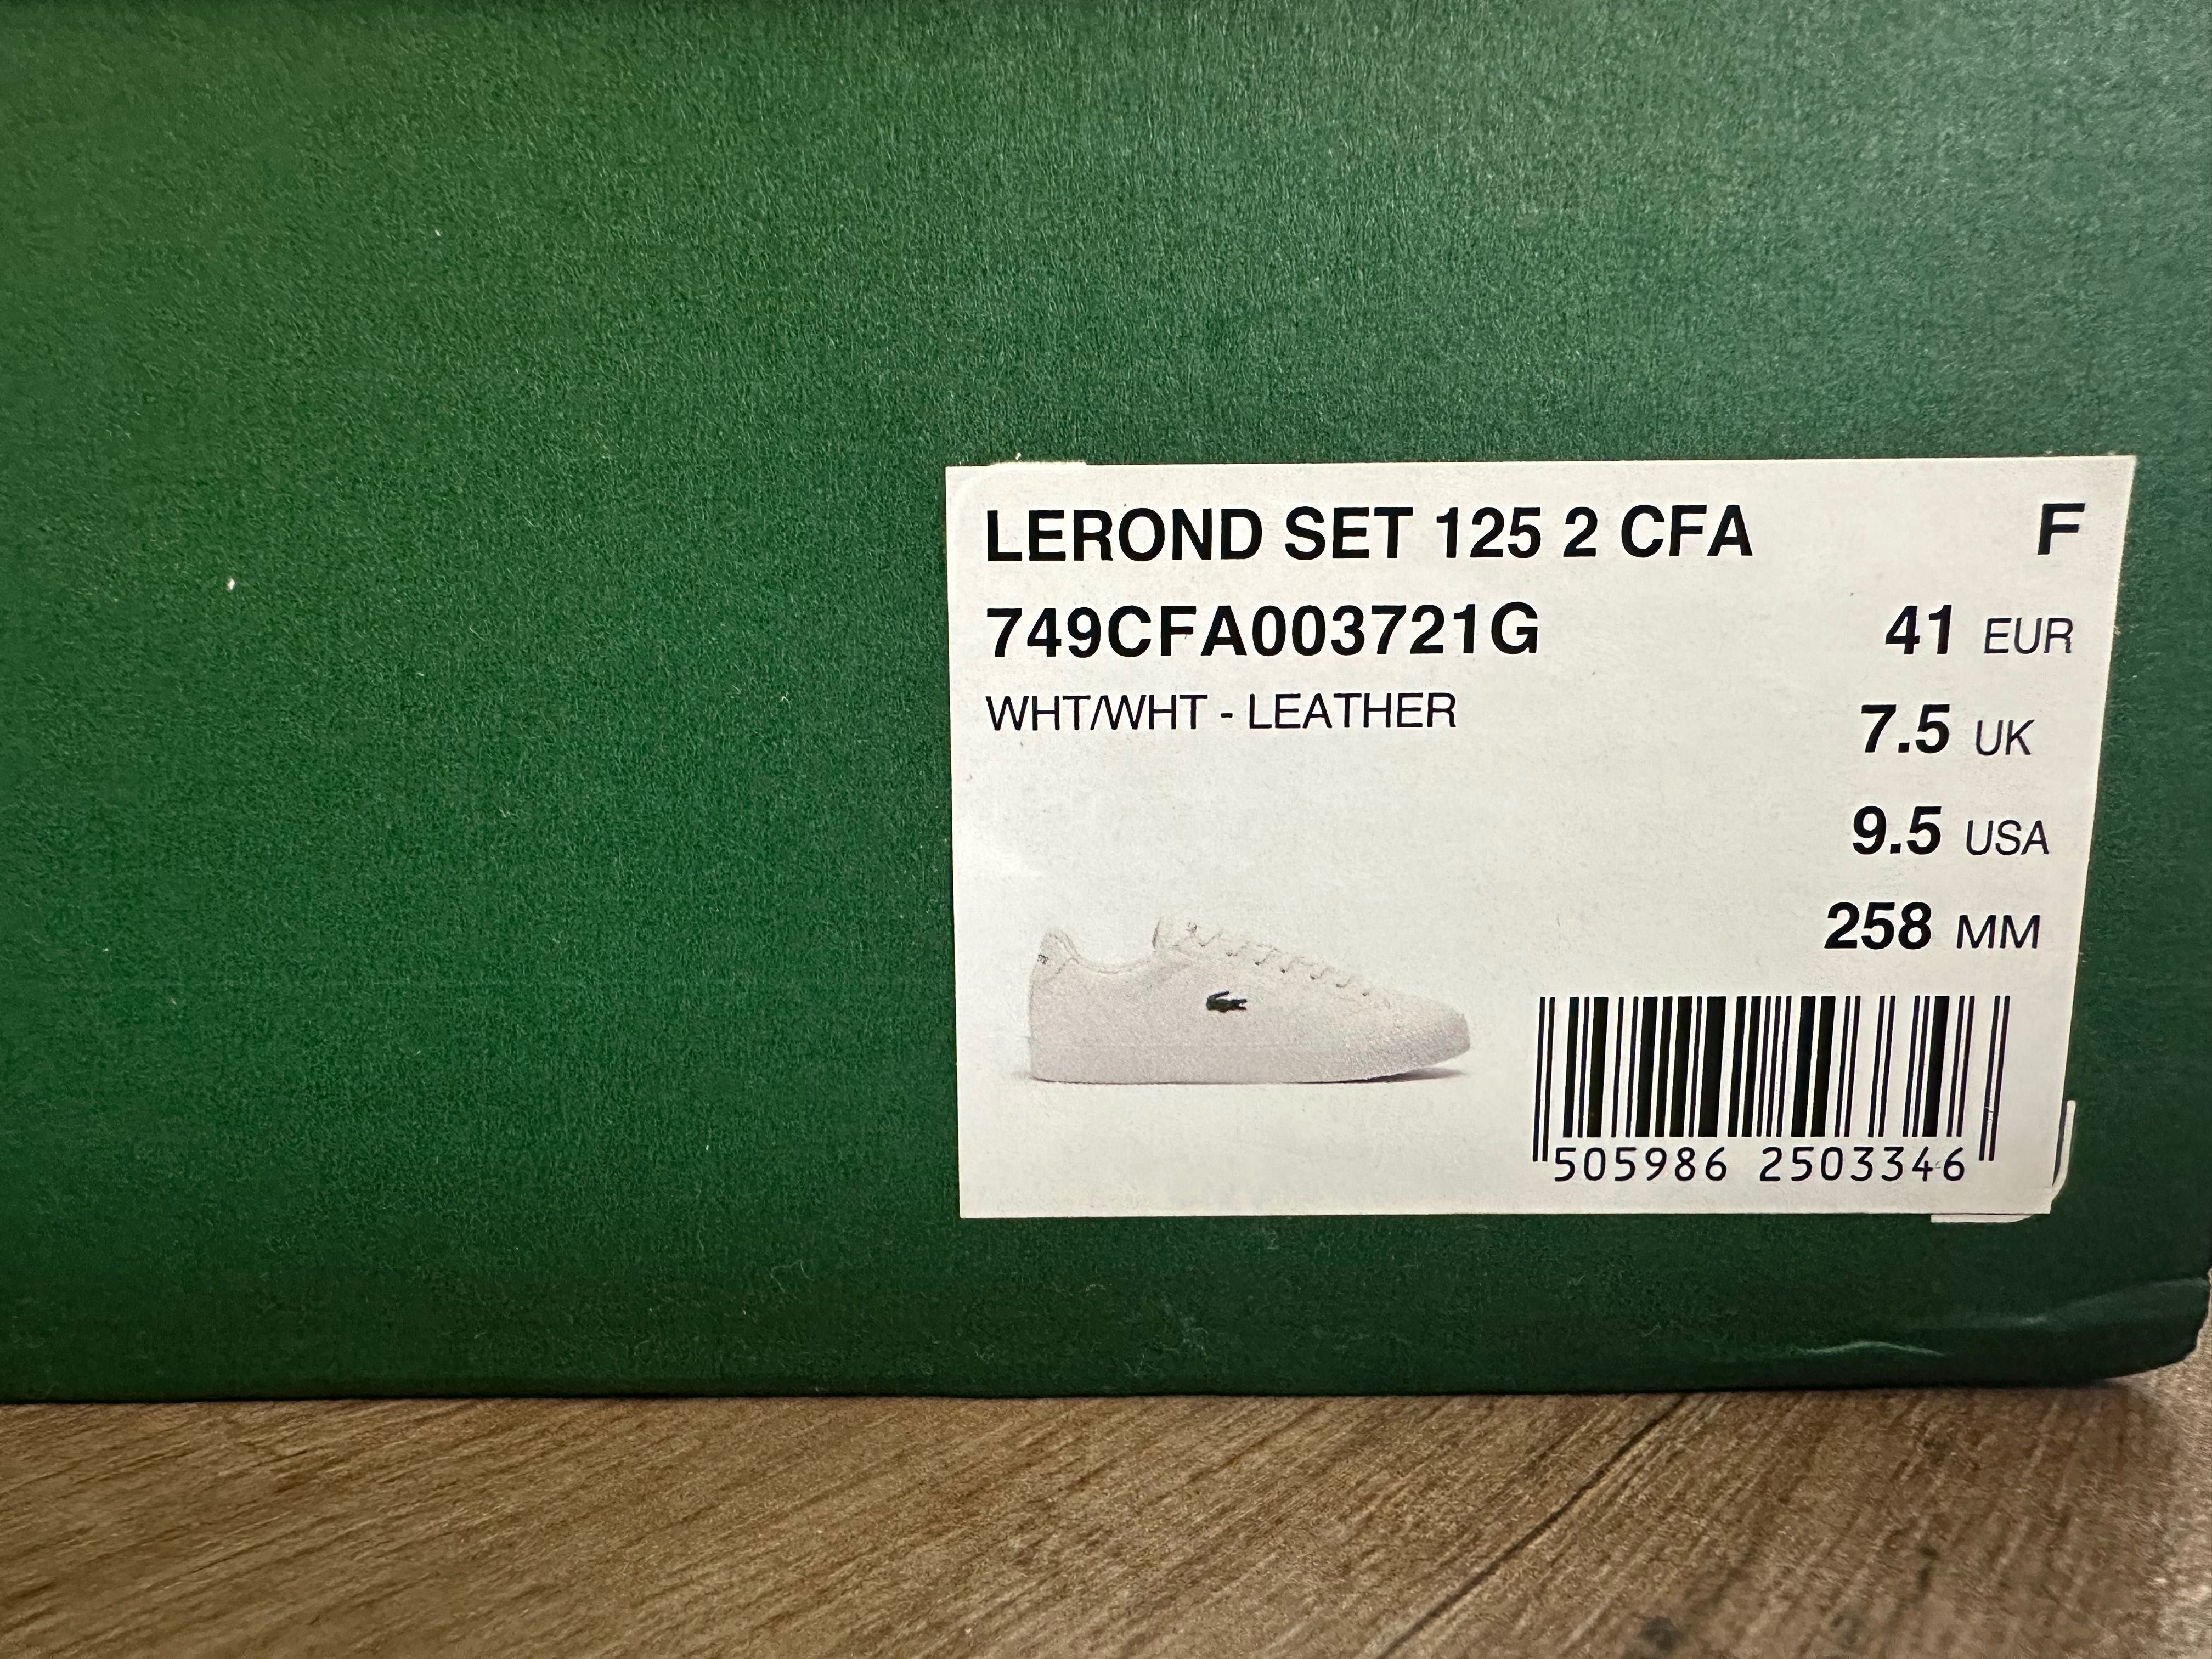 LEROND SET 125 2 CFA F
749CFA003721G 41 EUR
WHT/WHT - LEATHER 7.5 UK
9.5 USA
258 MM
505986 2503346